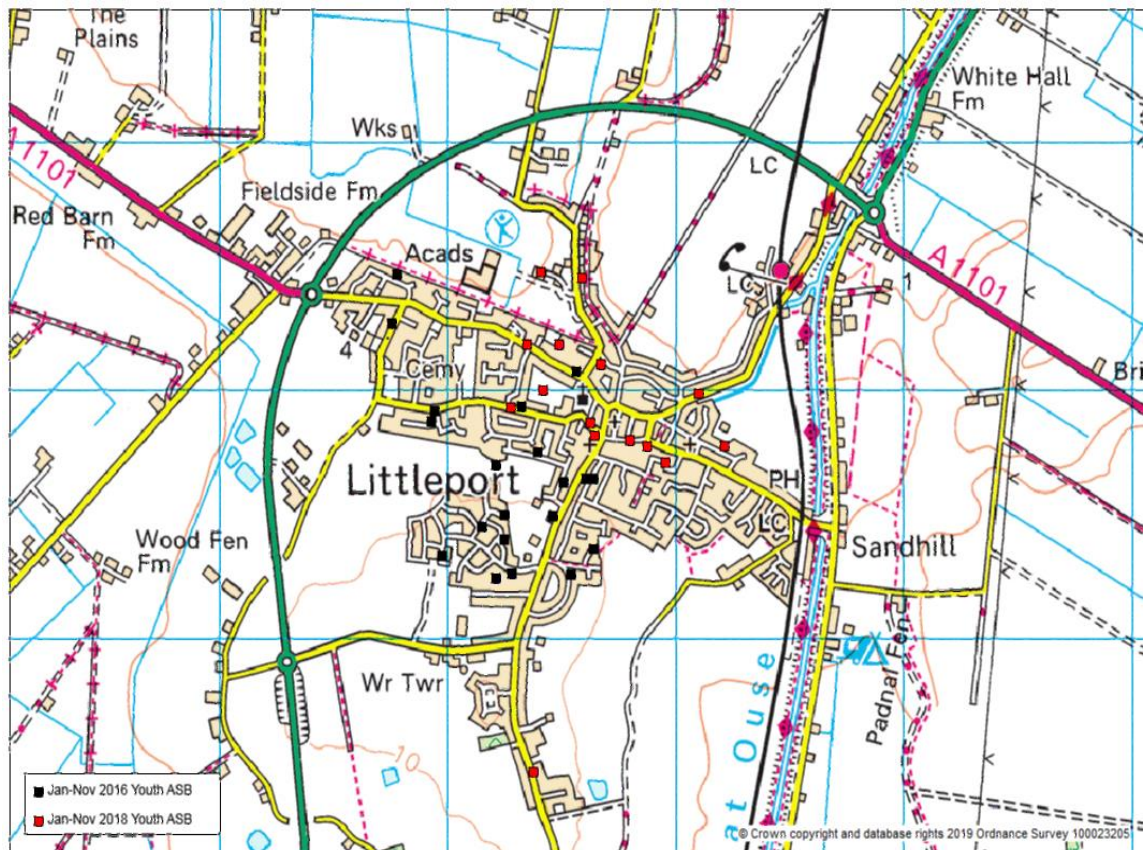 The
Plains
White Hall
Fm
Wks
LC
A1101
Fieldside Fm
Red Barn
Fm
Acads
LC
A1101
1
4
Cemy
Bri
Littleport
PH
LC
Wood Fen
Fm
Sandhill
Wr Twr
Padnal Fen
10
at Ouse
Jan-Nov 2016 Youth ASB
Jan-Nov 2018 Youth ASB
© Crown copyright and database rights 2019 Ordnance Survey 100023205